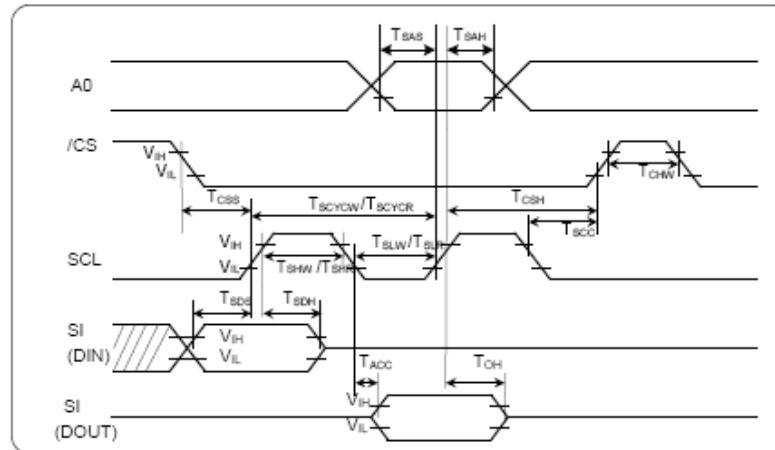 TSAS TSAH
A0
/CS
VIH
VIL
TCHW
TCSS
TSCYCW/TSCYCR
TCSH
TSCC
VIH
TSLW/TSLR
SCL
VIL
TSHW
TSDS TSDH
SI
(DIN)
VIH
VIL
TACC TOH
SI
(DOUT)
VIH
VIL